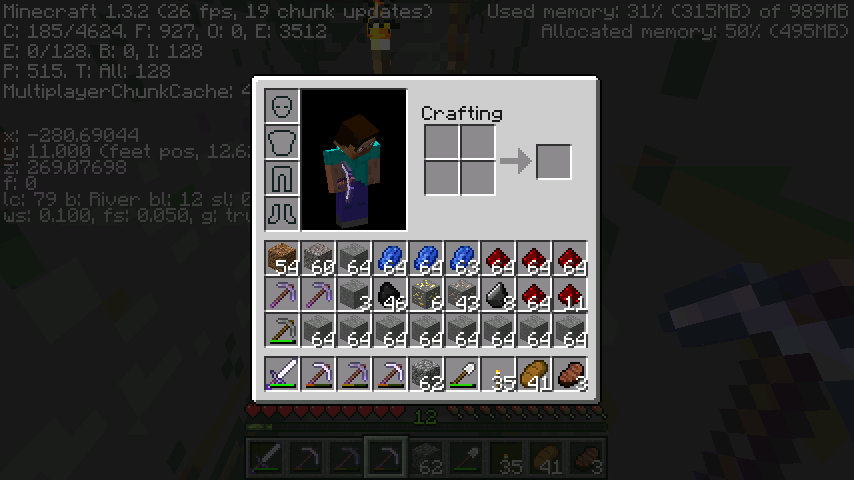 Minecraft 1.3.2 (26 fps, 19 chunk updates)
Used memory: 31% (315MB) of 989MB
C: 185/4624, F: 927, O: 0, E: 3512
Allocated memory: 50% (495MB)
E: 0/128. B: 0, I: 128
P: 515. T: All: 128
MultiplayerChunkCache: 4
x: -280.69044
y: 11.000 (feet pos, 12.6
z: 269.07698
f: 0
lc: 79 b: River bl: 12 sl: 0
ws: 0.100, fs: 0.050, g: tru
Crafting
54 60 64 64 64 63 64 64 64
3 46 6 43 8 64 11
64 64 64 64 64 64 64 64
62 35 41 3
12
62 35 41 3